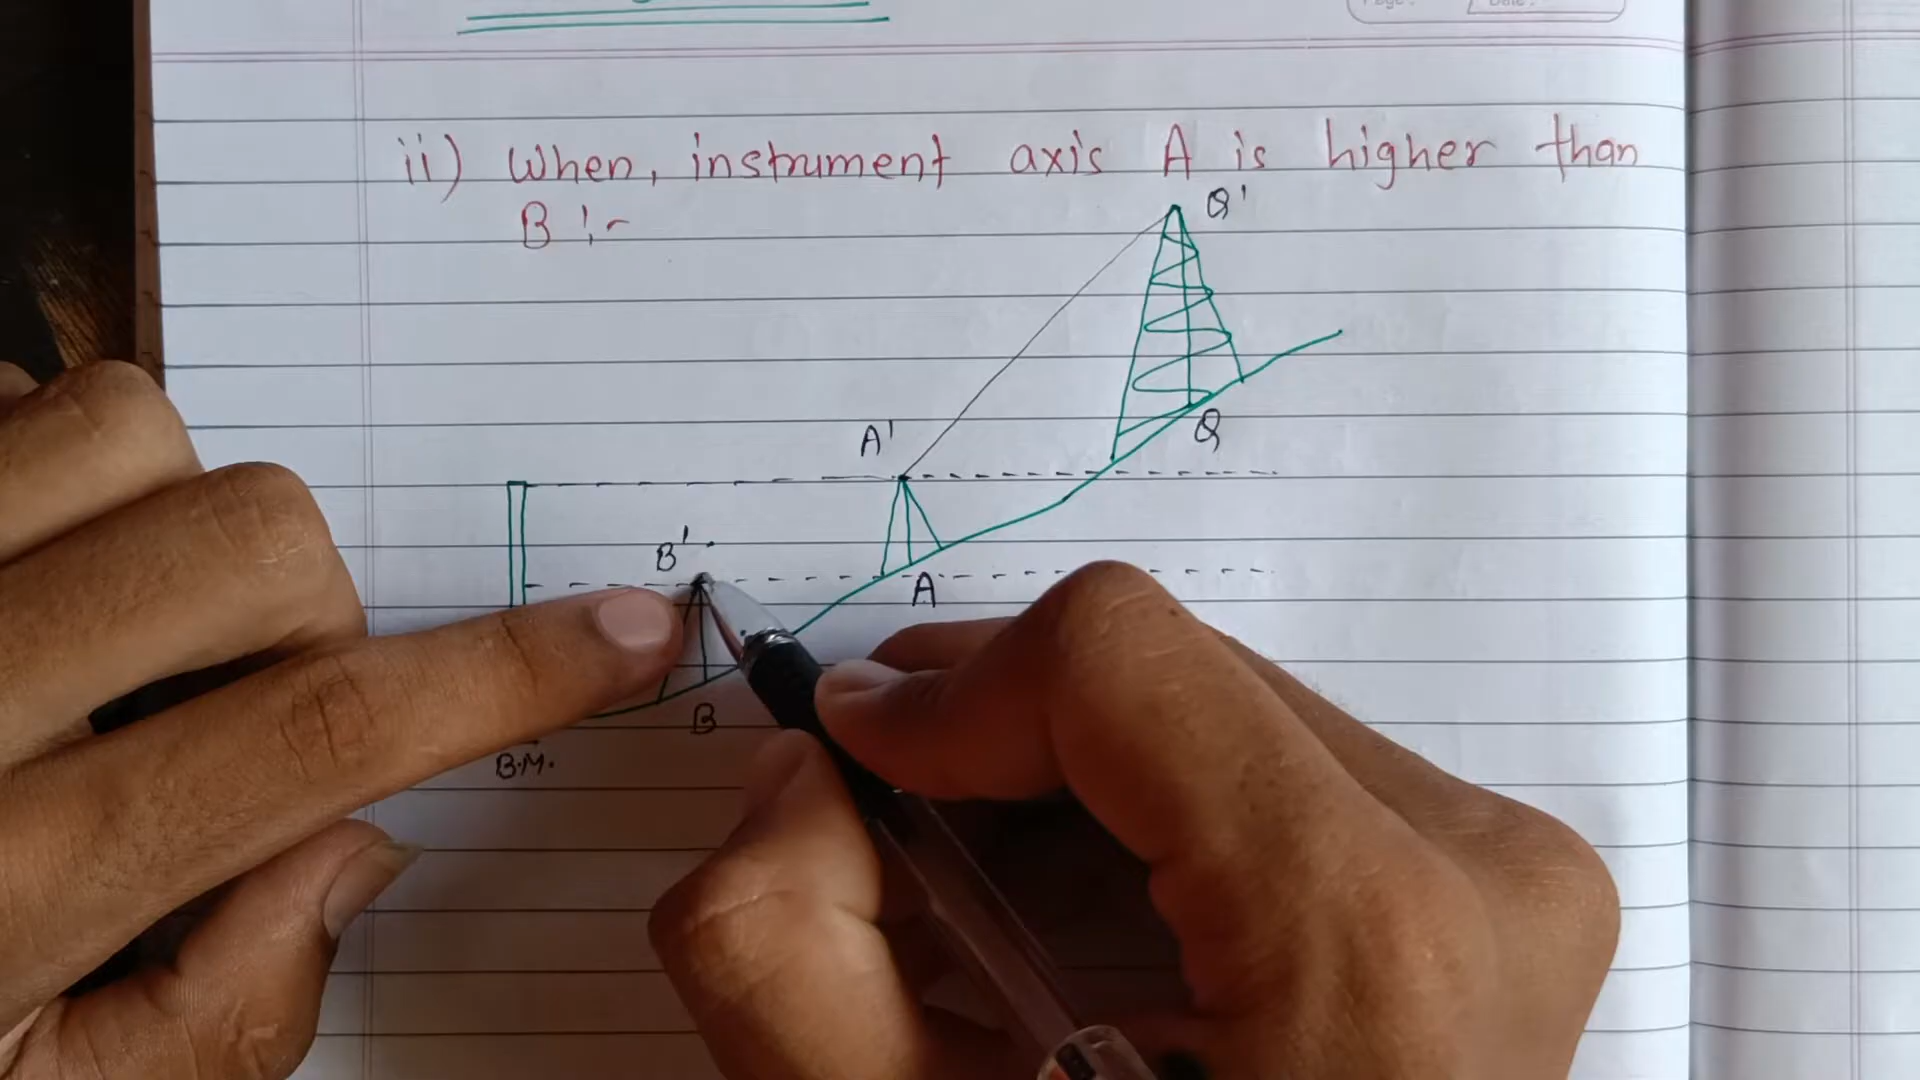 ii) When, instrument axis A is higher than
B :-
Q'
A'
Q
B'
A
B
B.M.